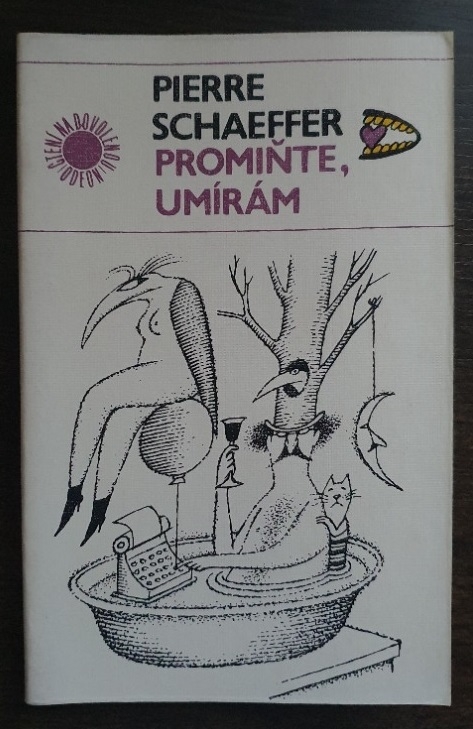 PIERRE
SCHAEFFER
PROMIŇTE,
UMÍRÁM
ČTENÍ NA DOVOLENOU
ODEON